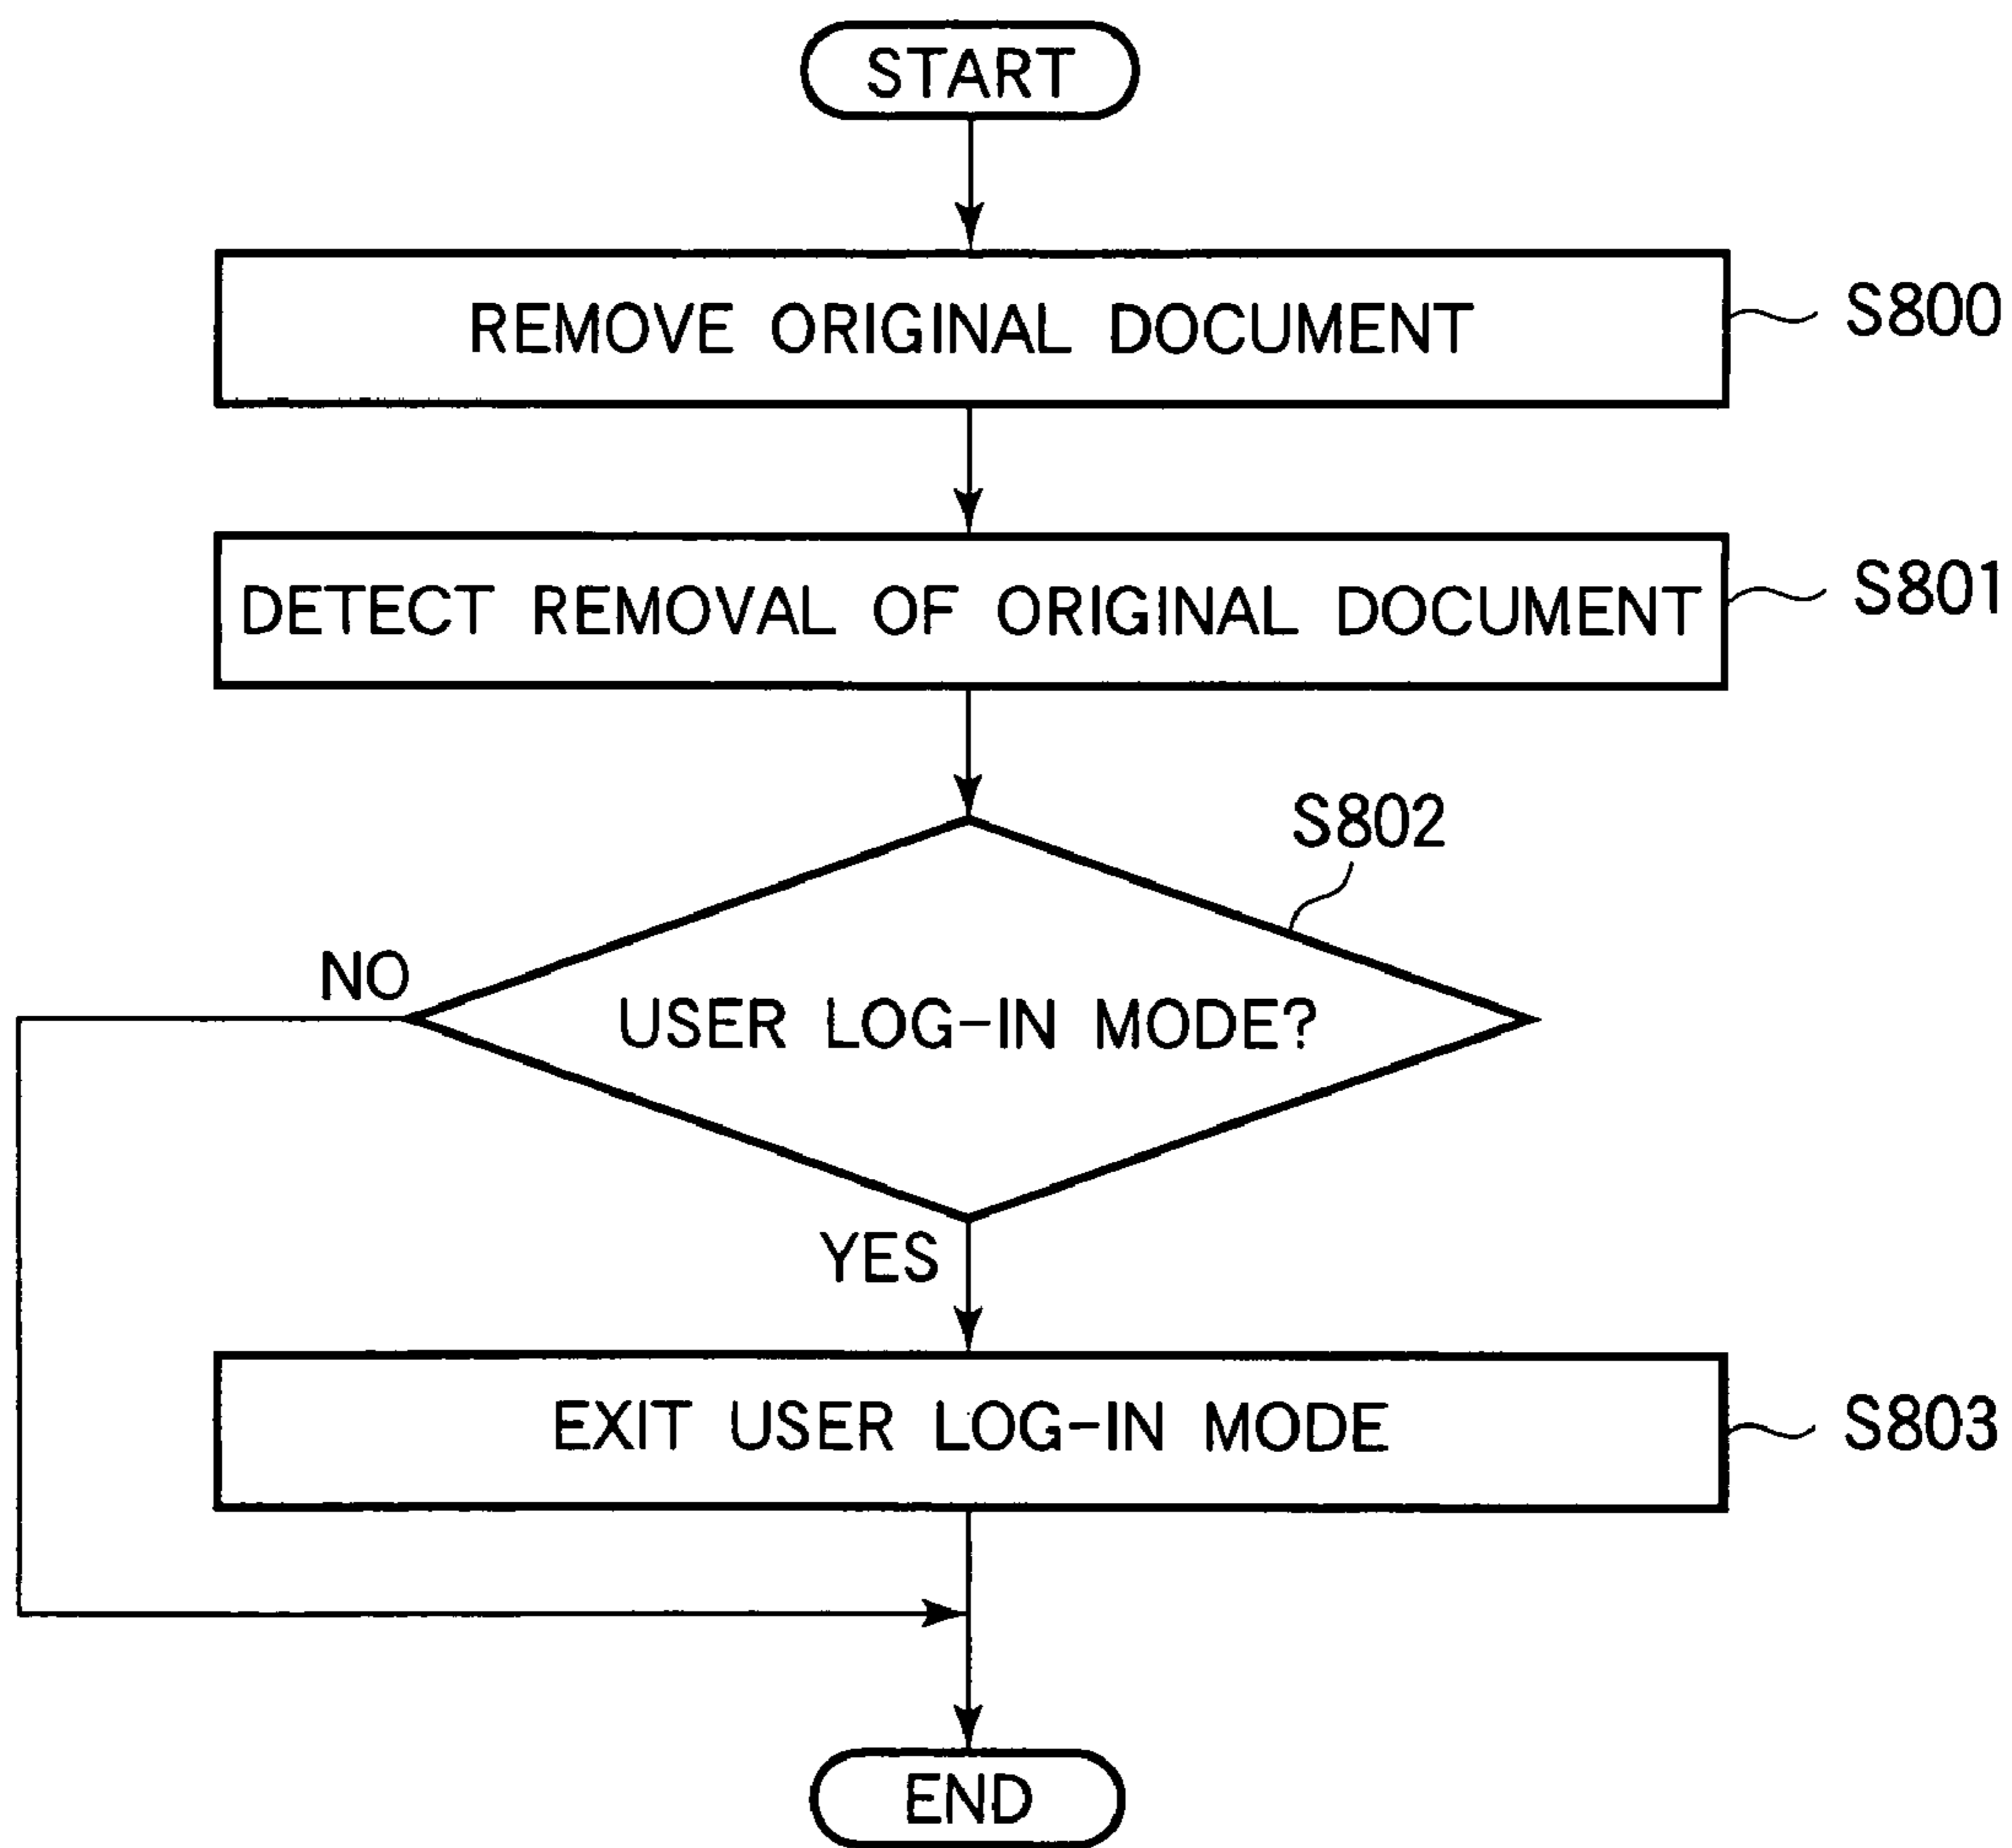 START
REMOVE ORIGINAL DOCUMENT
S800
DETECT REMOVAL OF ORIGINAL DOCUMENT
S801
S802
NO
USER LOG-IN MODE?
YES
EXIT USER LOG-IN MODE
S803
END